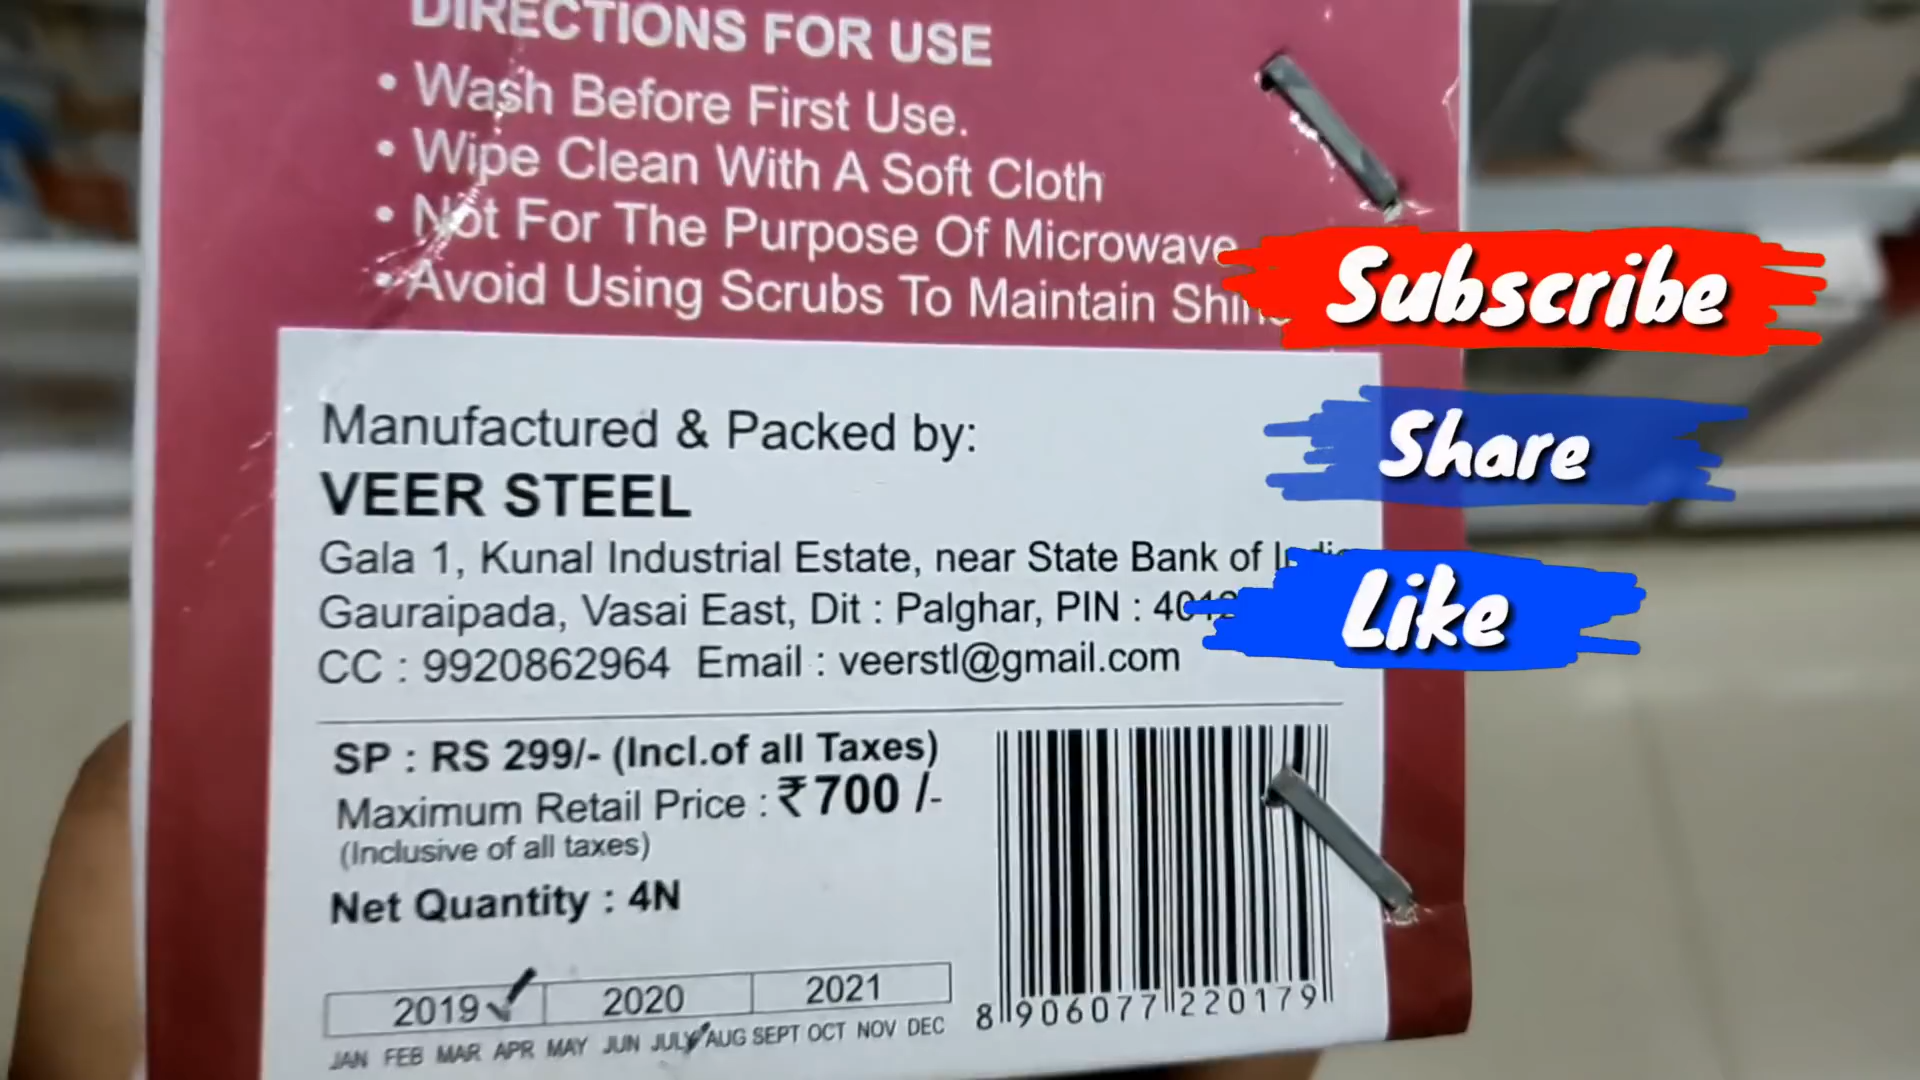 DIRECTIONS FOR USE
• Wash Before First Use.
• Wipe Clean With A Soft Cloth
• Not For The Purpose Of Microwave
• Avoid Using Scrubs To Maintain Shine
Subscribe
Share
Like
Manufactured & Packed by:
VEER STEEL
Gala 1, Kunal Industrial Estate, near State Bank of India
Gauraipada, Vasai East, Dit : Palghar, PIN :
CC : 9920862964 Email : veerstl@gmail.com
SP : RS 299/- (Incl.of all Taxes)
Maximum Retail Price : ₹700 /-
(Inclusive of all taxes)
Net Quantity : 4N
2019 2020 2021
JAN FEB MAR APR MAY JUN JULY AUG SEPT OCT NOV DEC
8 906077 220179